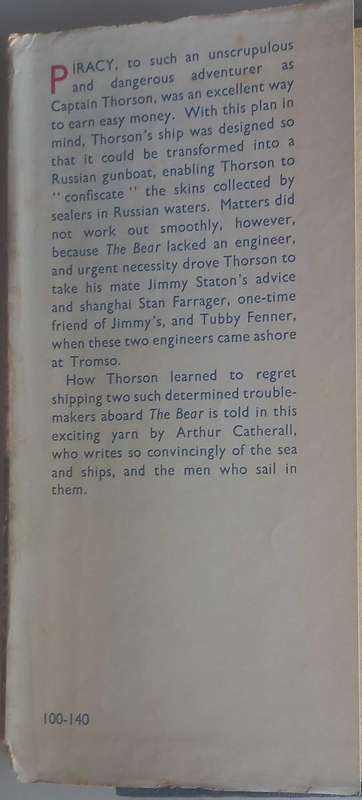 PIRACY, to such an unscrupulous
and dangerous adventurer as
Captain Thorson, was an excellent way
to earn easy money. With this plan in
mind, Thorson's ship was designed so
that it could be transformed into a
Russian gunboat, enabling Thorson to
" confiscate " the skins collected by
sealers in Russian waters. Matters did
not work out smoothly, however,
because The Bear lacked an engineer,
and urgent necessity drove Thorson to
take his mate Jimmy Staton's advice
and shanghai Stan Farrager, one-time
friend of Jimmy's, and Tubby Fenner,
when these two engineers came ashore
at Tromso.
How Thorson learned to regret
shipping two such determined trouble-
makers aboard The Bear is told in this
exciting yarn by Arthur Catherall,
who writes so convincingly of the sea
and ships, and the men who sail in
them.
100-140